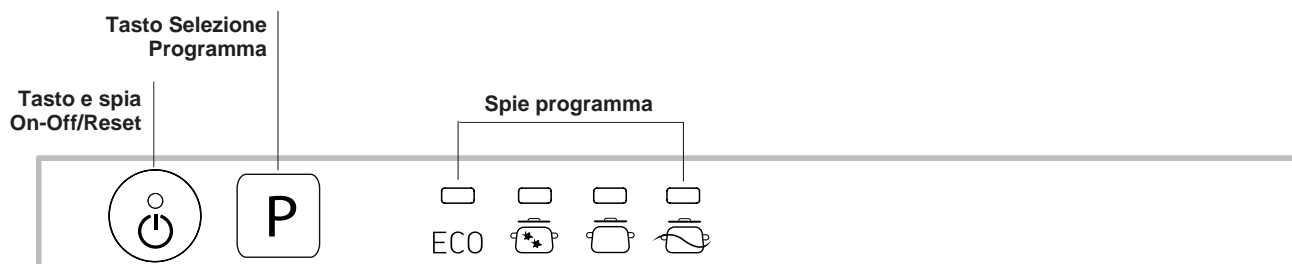 Tasto Selezione
Programma
Tasto e spia
On-Off/Reset
Spie programma
P
ECO